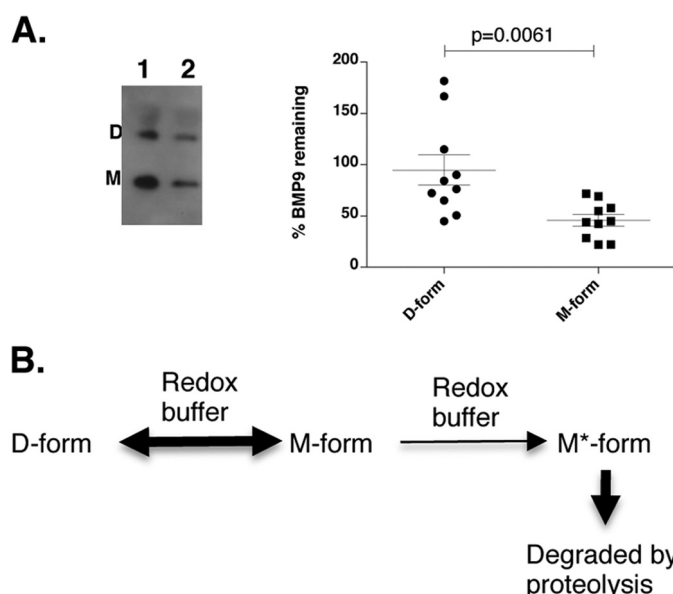 A.
1 2
D
M
p=0.0061
% BMP9 remaining
200
150
100
50
0
D-form
M-form
B.
Redox
buffer
Redox
buffer
D-form
M-form
M*-form
Degraded by
proteolysis